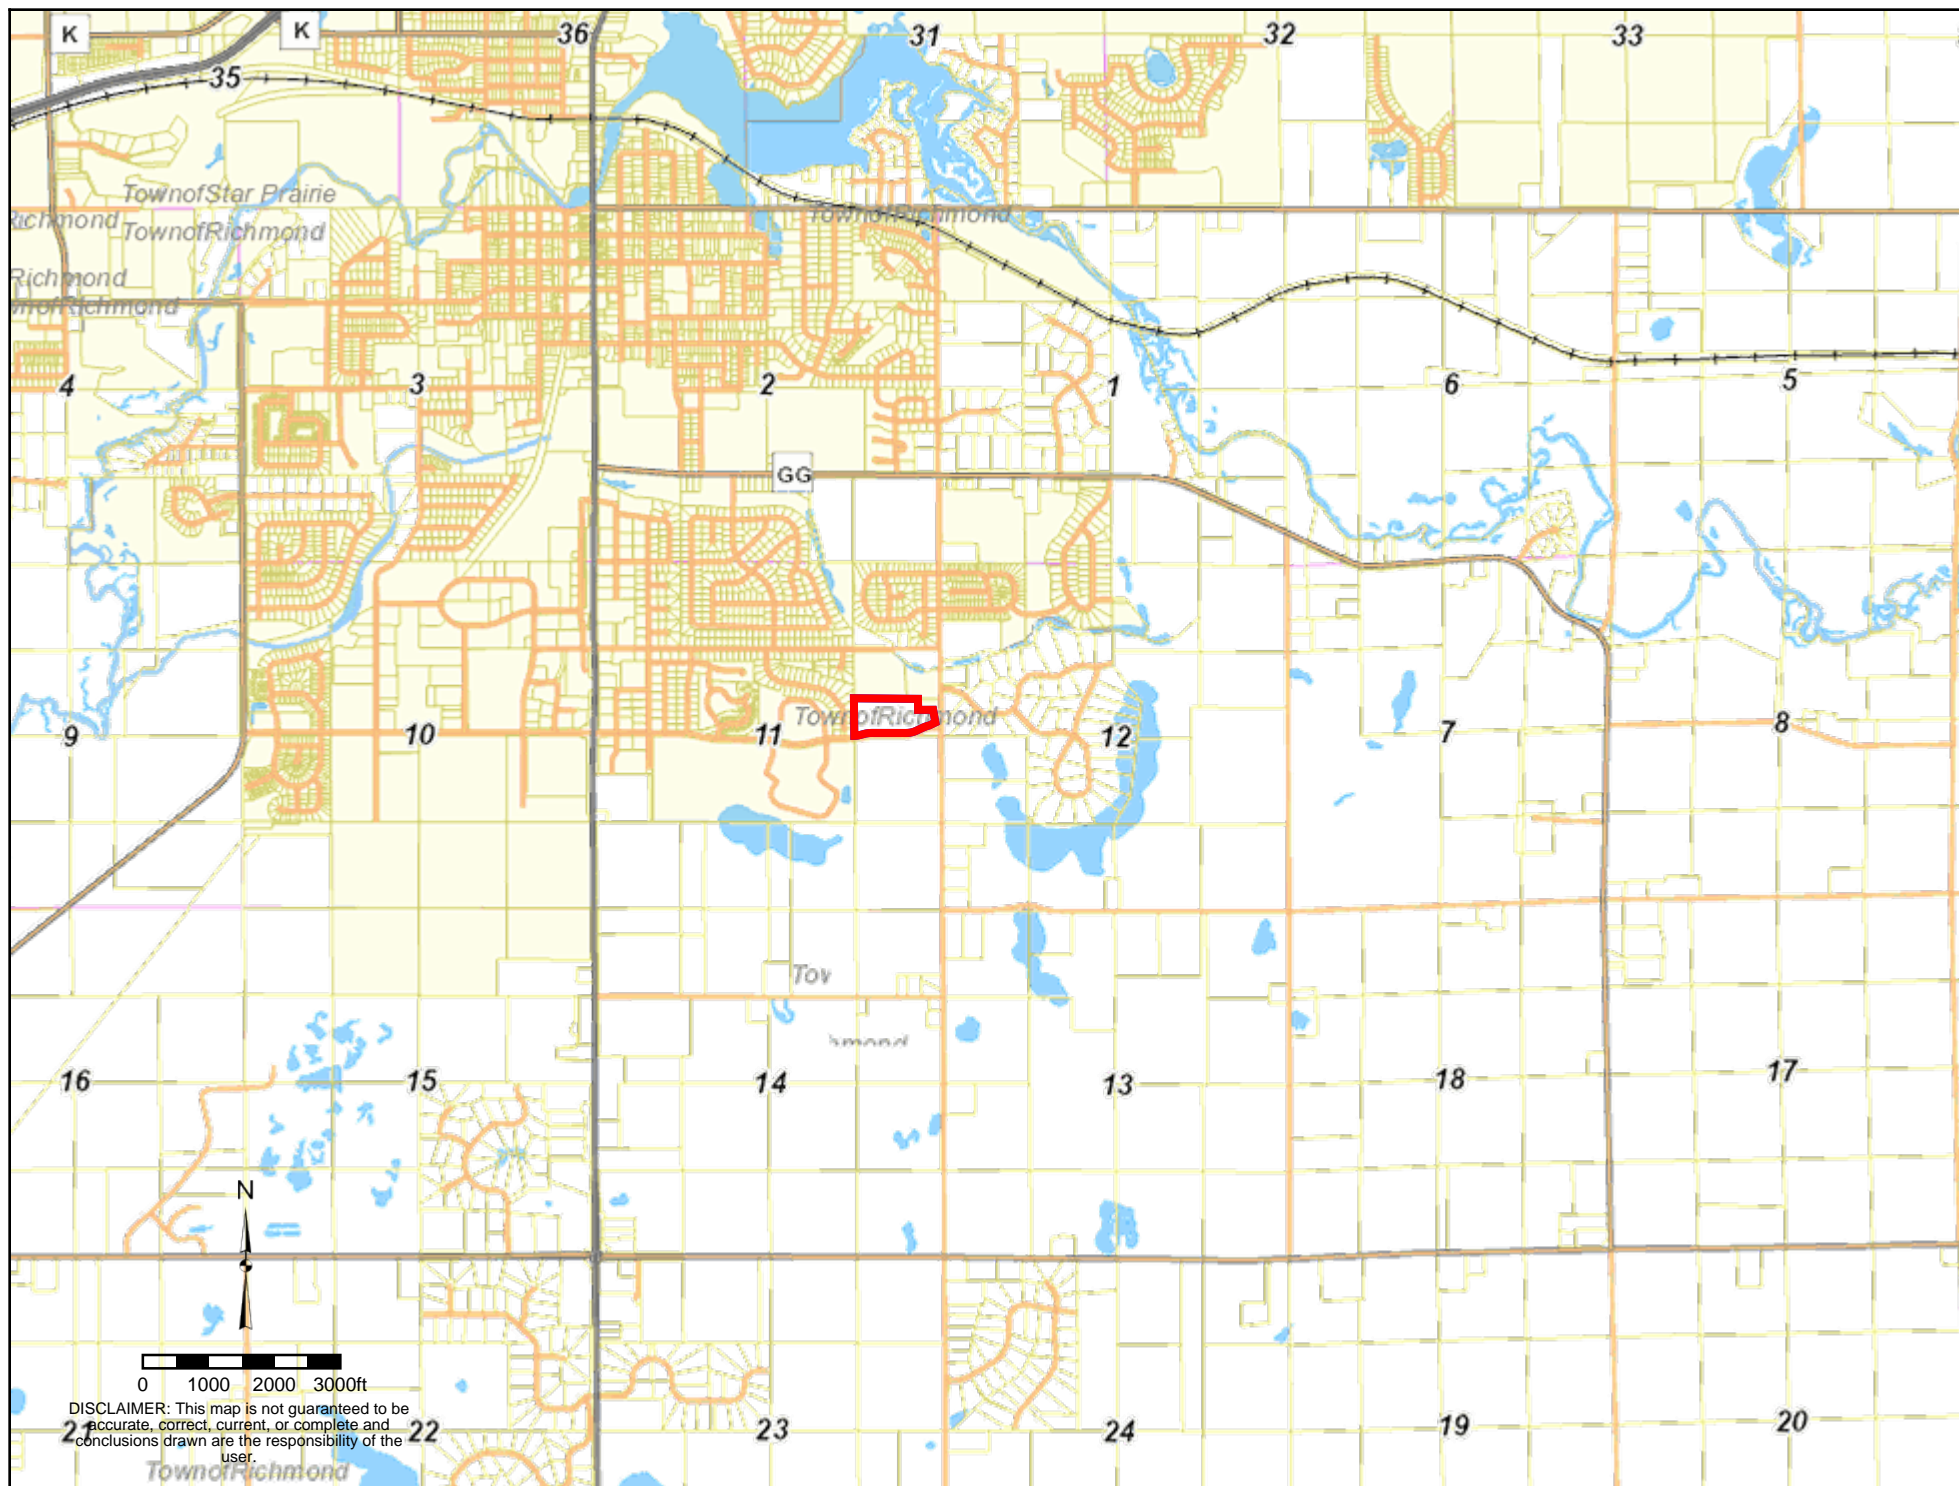 K
K
36
31
32
33
35
TownofStar Prairie
Richmond
TownofRichmond
TownofRichmond
Richmond
wnofRichmond
4
3
2
1
6
5
GG
TownofRichmond
9
10
11
12
7
8
Tov
16
15
14
13
18
17
N
0 1000 2000 3000ft
DISCLAIMER: This map is not guaranteed to be
accurate, correct, current, or complete and
conclusions drawn are the responsibility of the
user.
21
22
23
24
19
20
TownofRichmond